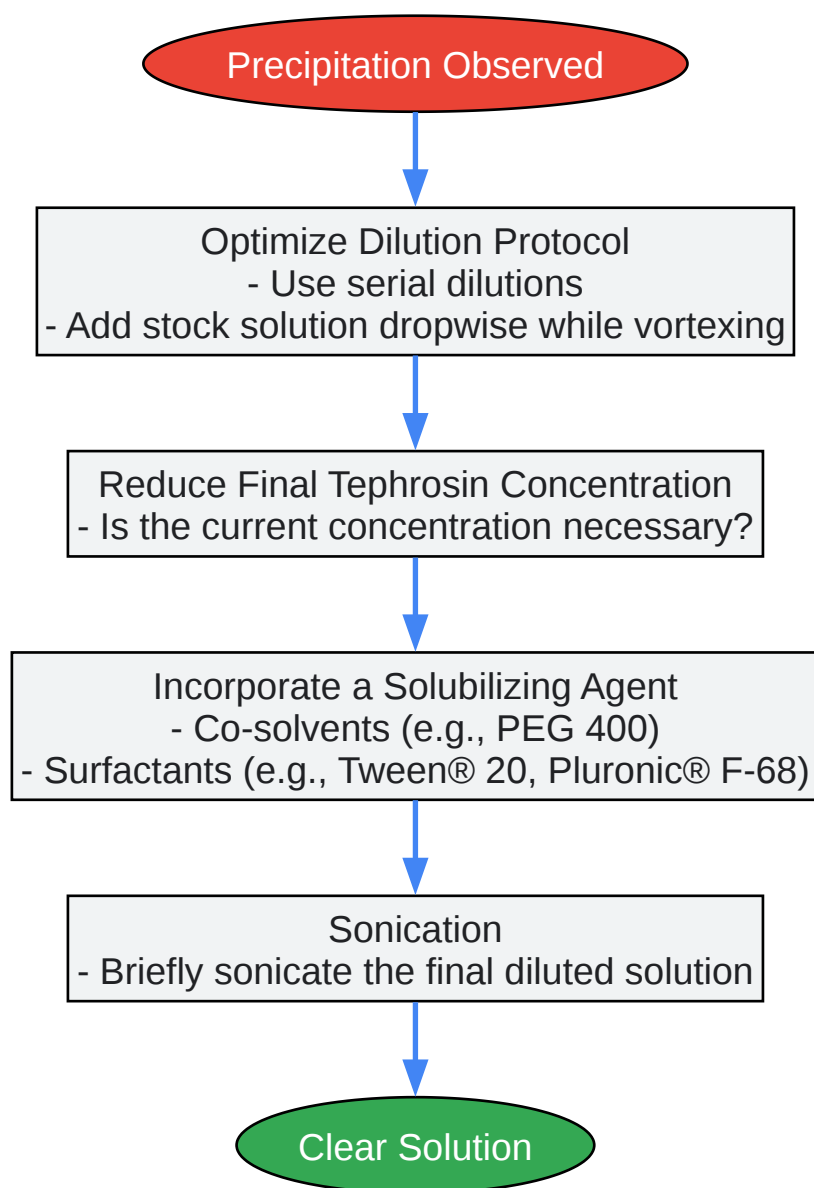 Precipitation Observed
Optimize Dilution Protocol
- Use serial dilutions
- Add stock solution dropwise while vortexing
Reduce Final Tephrosin Concentration
- Is the current concentration necessary?
Incorporate a Solubilizing Agent
- Co-solvents (e.g., PEG 400)
- Surfactants (e.g., Tween® 20, Pluronic® F-68)
Sonication
- Briefly sonicate the final diluted solution
Clear Solution